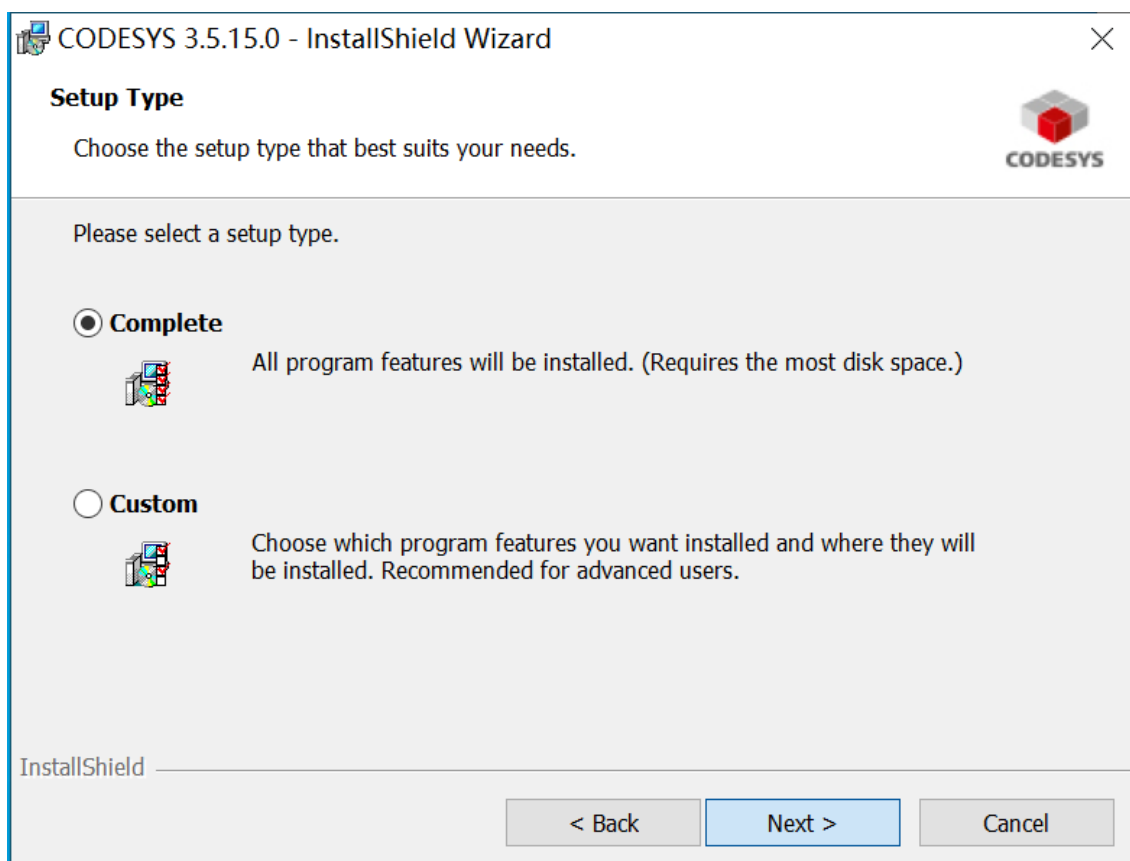 CODESYS 3.5.15.0 - InstallShield Wizard
Setup Type
Choose the setup type that best suits your needs.
CODESYS
Please select a setup type.
Complete
All program features will be installed. (Requires the most disk space.)
Custom
Choose which program features you want installed and where they will
be installed. Recommended for advanced users.
InstallShield
< Back
Next >
Cancel